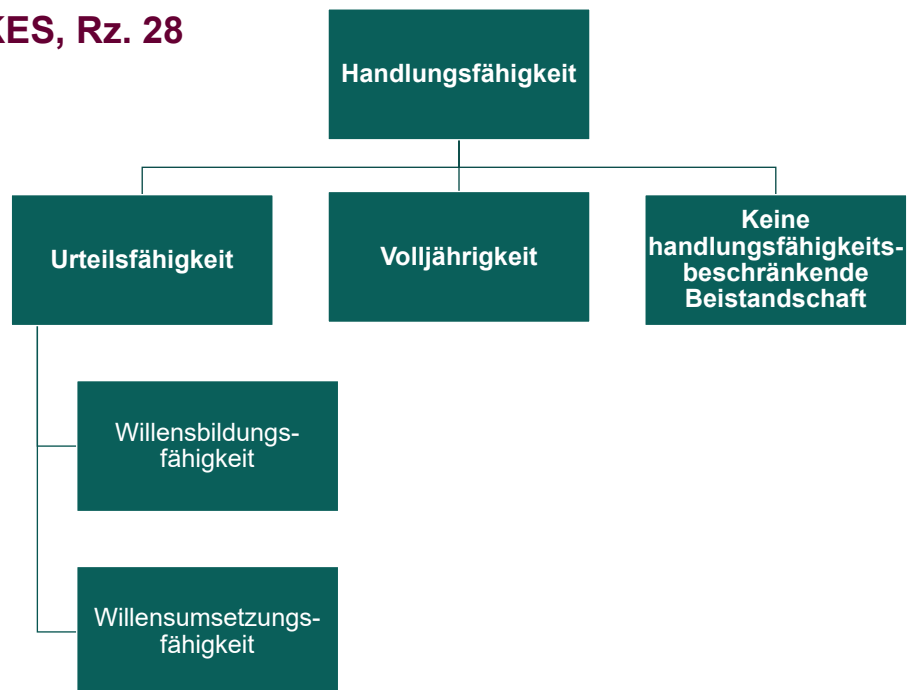 KES, Rz. 28
Handlungsfähigkeit
Urteilsfähigkeit
Volljährigkeit
Keine
handlungsfähigkeits-
beschränkende
Beistandschaft
Willensbildungs-
fähigkeit
Willensumsetzungs-
fähigkeit